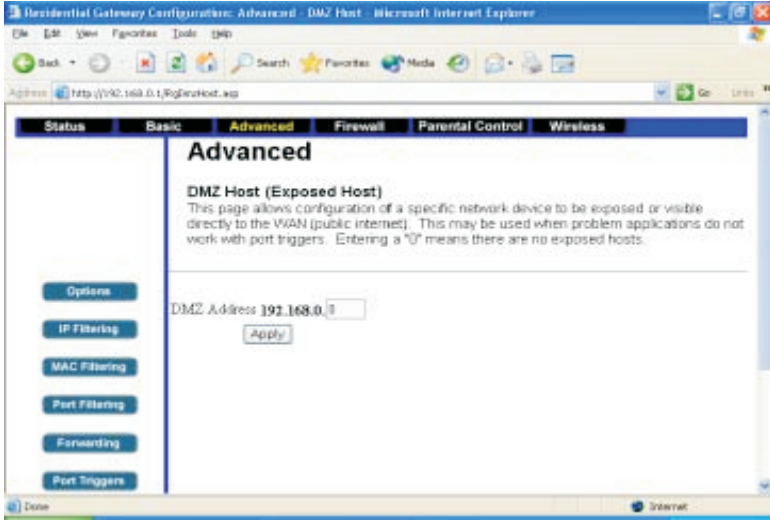 Residential Gateway Configuration: Advanced - DMZ Host - Microsoft Internet Explorer
File Edit View Favorites Tools Help
Back Search Favorites Media
Address http://192.168.0.1/RgDmzHost.asp Go Links
Status Basic Advanced Firewall Parental Control Wireless
Advanced
DMZ Host (Exposed Host)
This page allows configuration of a specific network device to be exposed or visible
directly to the WAN (public internet). This may be used when problem applications do not
work with port triggers. Entering a "0" means there are no exposed hosts.
Options
DMZ Address 192.168.0. 0
IP Filtering
Apply
MAC Filtering
Port Filtering
Forwarding
Port Triggers
Done Internet